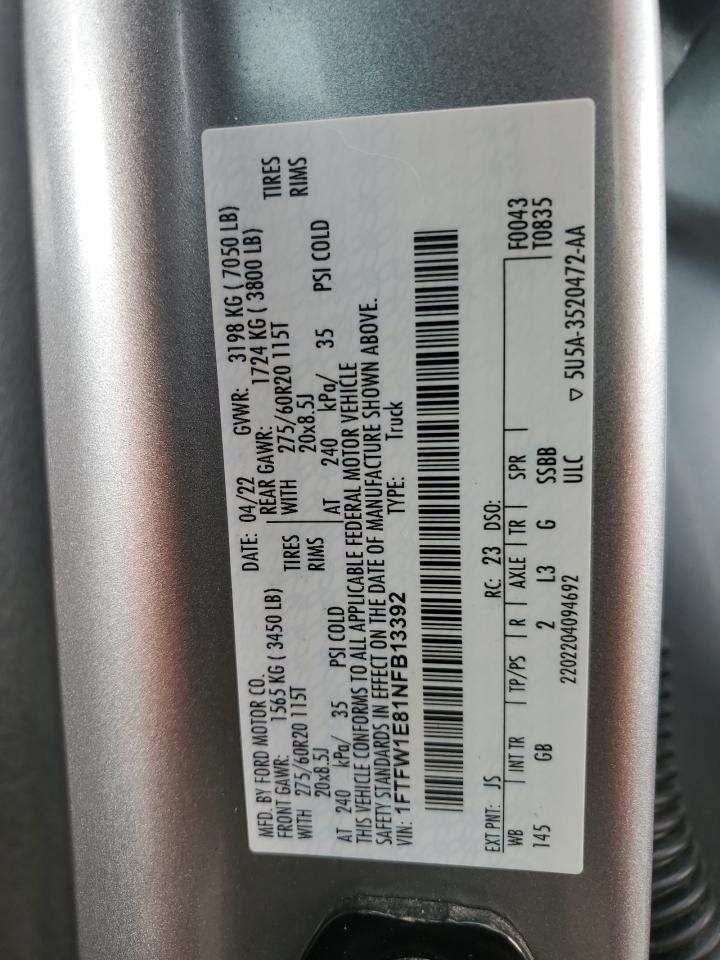 MFD. BY FORD MOTOR CO. DATE: 04/22 GVWR: 3198 KG ( 7050 LB)
FRONT GAWR: 1565 KG ( 3450 LB) REAR GAWR: 1724 KG ( 3800 LB)
WITH 275/60R20 115T TIRES WITH 275/60R20 115T TIRES
20x8.5J RIMS 20x8.5J RIMS
AT 240 kPa/ 35 PSI COLD AT 240 kPa/ 35 PSI COLD
THIS VEHICLE CONFORMS TO ALL APPLICABLE FEDERAL MOTOR VEHICLE
SAFETY STANDARDS IN EFFECT ON THE DATE OF MANUFACTURE SHOWN ABOVE.
VIN: 1FTFW1E81NFB13392 TYPE: Truck
EXT PNT: JS RC: 23 DSO: F0043
WB INT TR TP/PS R AXLE TR SPR T0835
145 GB 2 L3 G SSBB
2202204094692 ULC ▽ 5U5A-3520472-AA